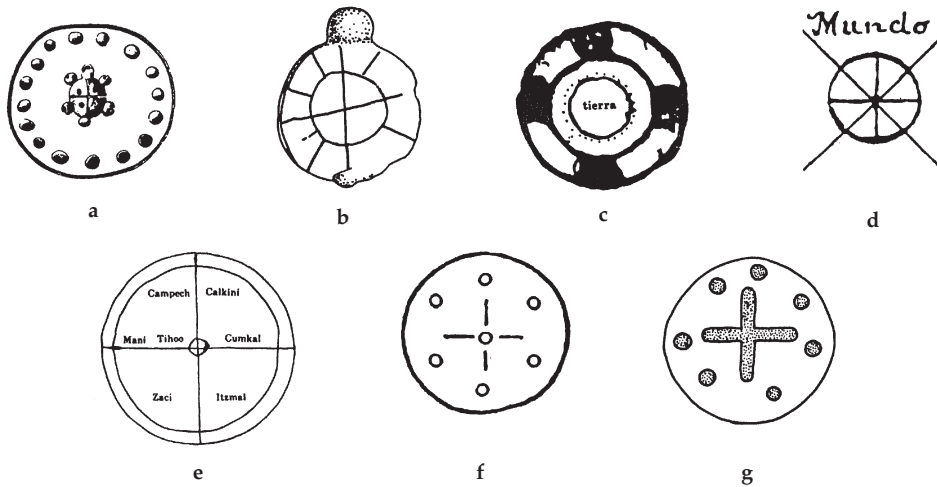 Mundo
tierra
a
b
c
d
Campech Calkini
Mani Tihoo Cumkal
Zaci Itzmal
e
f
g